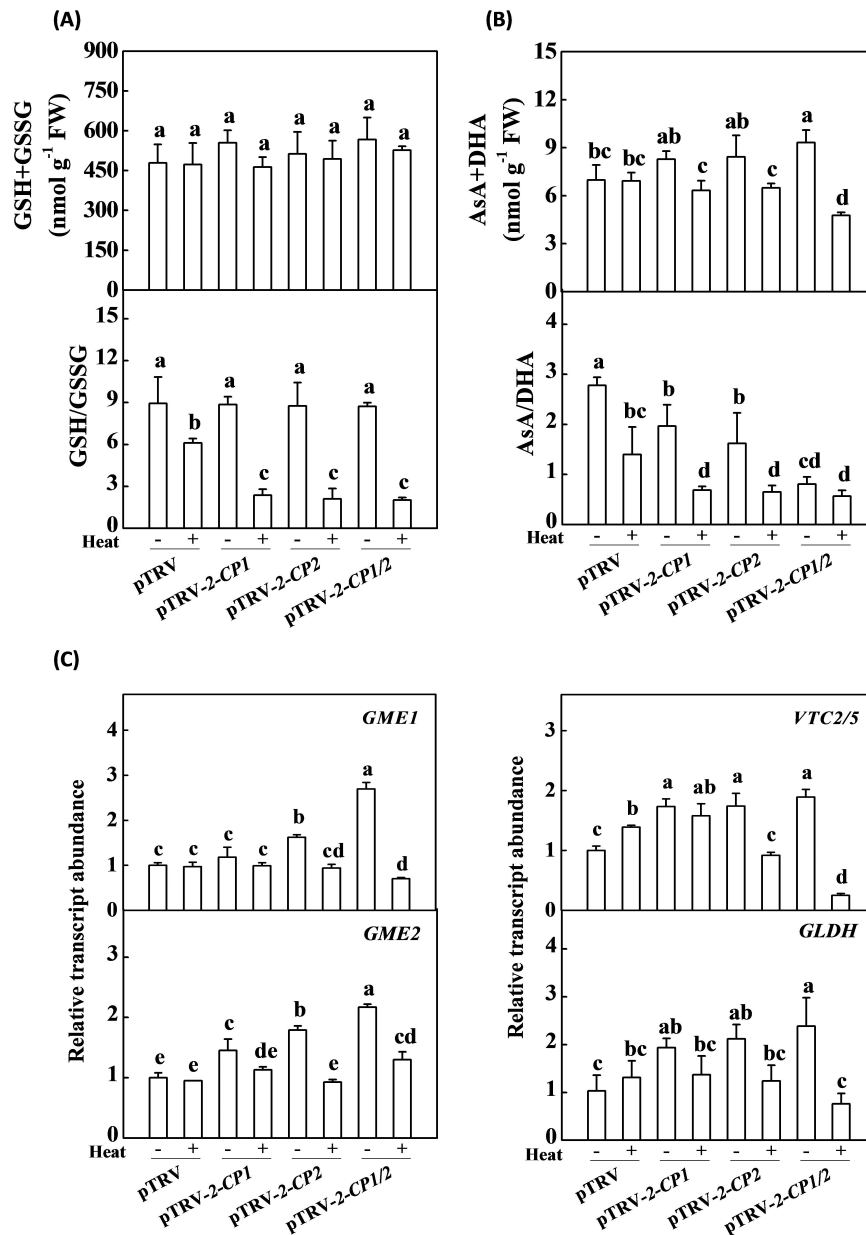 (A)
GSH+GSSG
(nmol g-1 FW)
900
750
600
450
300
150
0
a a a a a a a a
GSH/GSSG
15
12
9
6
3
0
a b a c a c a c
Heat - + - + - + - +
pTRV pTRV-2-CP1 pTRV-2-CP2 pTRV-2-CP1/2
(B)
AsA+DHA
(nmol g-1 FW)
15
12
9
6
3
0
bc bc ab c ab c a d
AsA/DHA
4
3
2
1
0
a bc b d b d cd d
Heat - + - + - + - +
pTRV pTRV-2-CP1 pTRV-2-CP2 pTRV-2-CP1/2
(C)
Relative transcript abundance
GME1
4
3
2
1
0
c c c c b cd a d
GME2
3
2
1
0
e e c de b e a cd
Heat - + - + - + - +
pTRV pTRV-2-CP1 pTRV-2-CP2 pTRV-2-CP1/2
Relative transcript abundance
VTC2/5
3
2
1
0
c b a ab a c a d
GLDH
4
3
2
1
0
c bc ab bc ab bc a c
Heat - + - + - + - +
pTRV pTRV-2-CP1 pTRV-2-CP2 pTRV-2-CP1/2